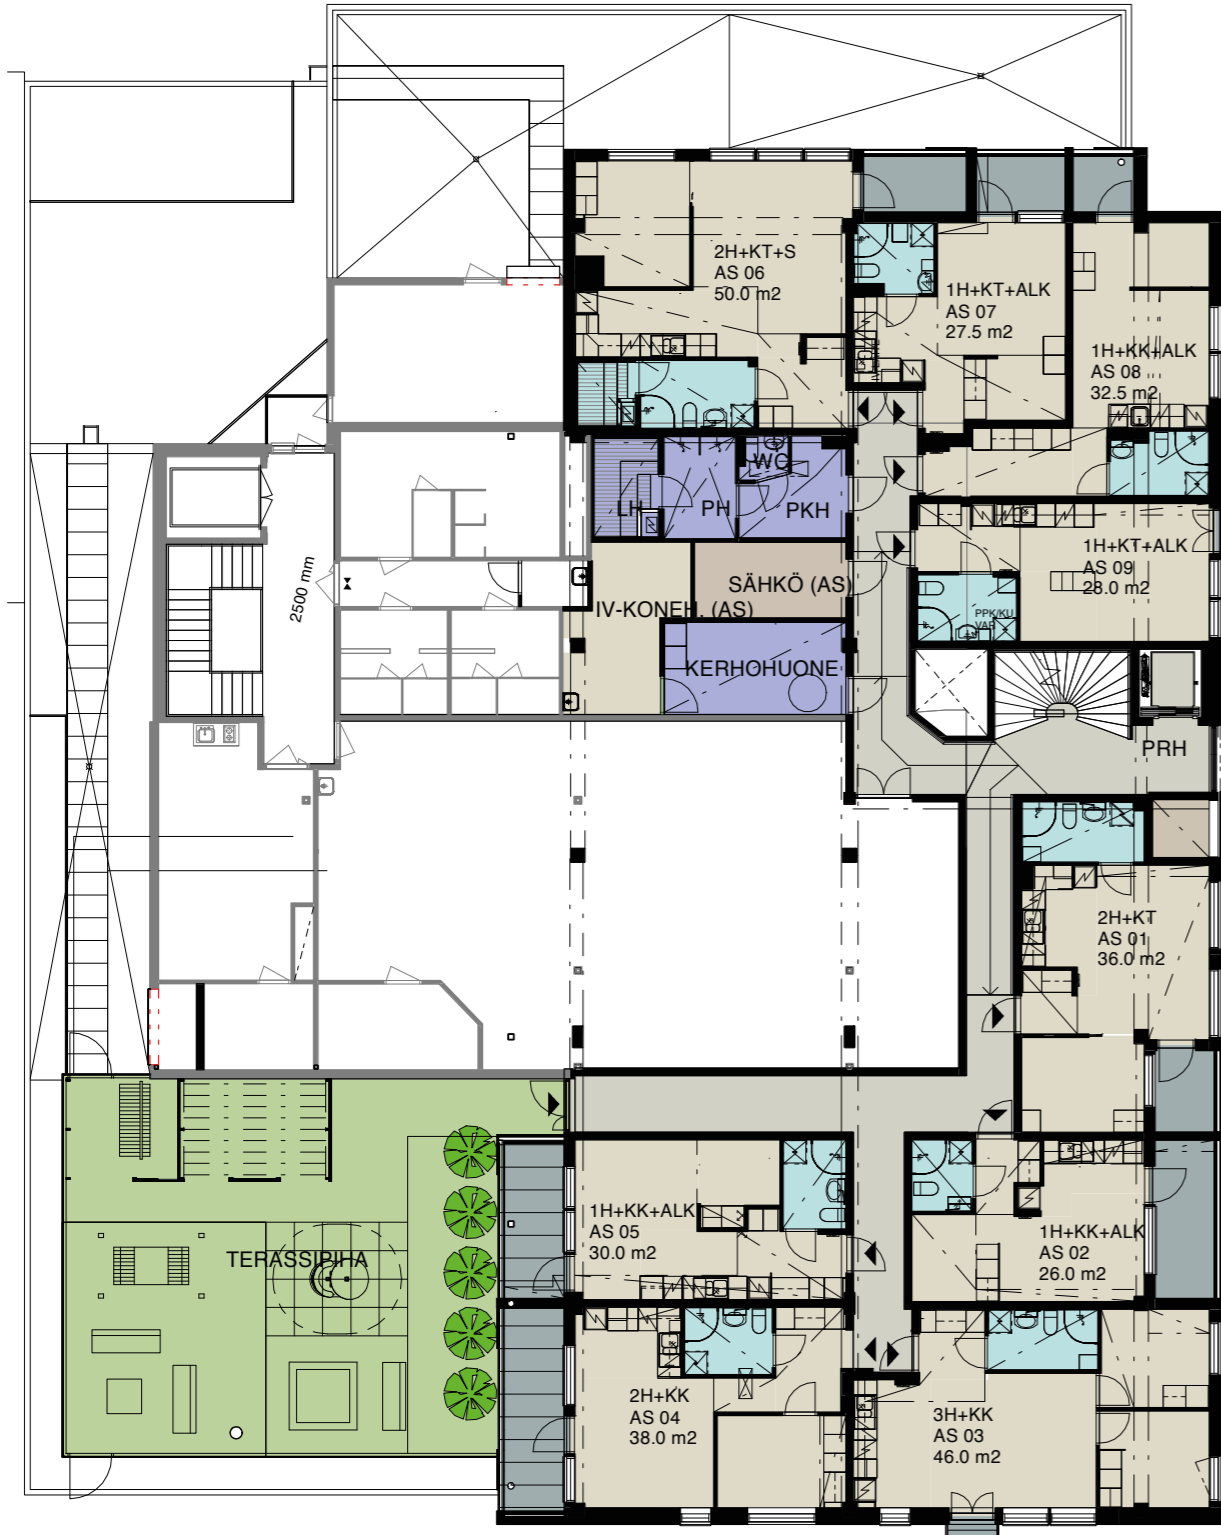 2H+KT+S
AS 06
50.0 m2
1H+KT+ALK
AS 07
27.5 m2
1H+KK+ALK
AS 08
32.5 m2
WC
LH
PH
PKH
1H+KT+ALK
AS 09
28.0 m2
2500 mm
SÄHKÖ (AS)
IV-KONEH. (AS)
PPK/KU
VAR
KERHOHUONE
PRH
2H+KT
AS 01
36.0 m2
1H+KK+ALK
AS 05
30.0 m2
1H+KK+ALK
AS 02
26.0 m2
TERASSIPIHA
2H+KK
AS 04
38.0 m2
3H+KK
AS 03
46.0 m2